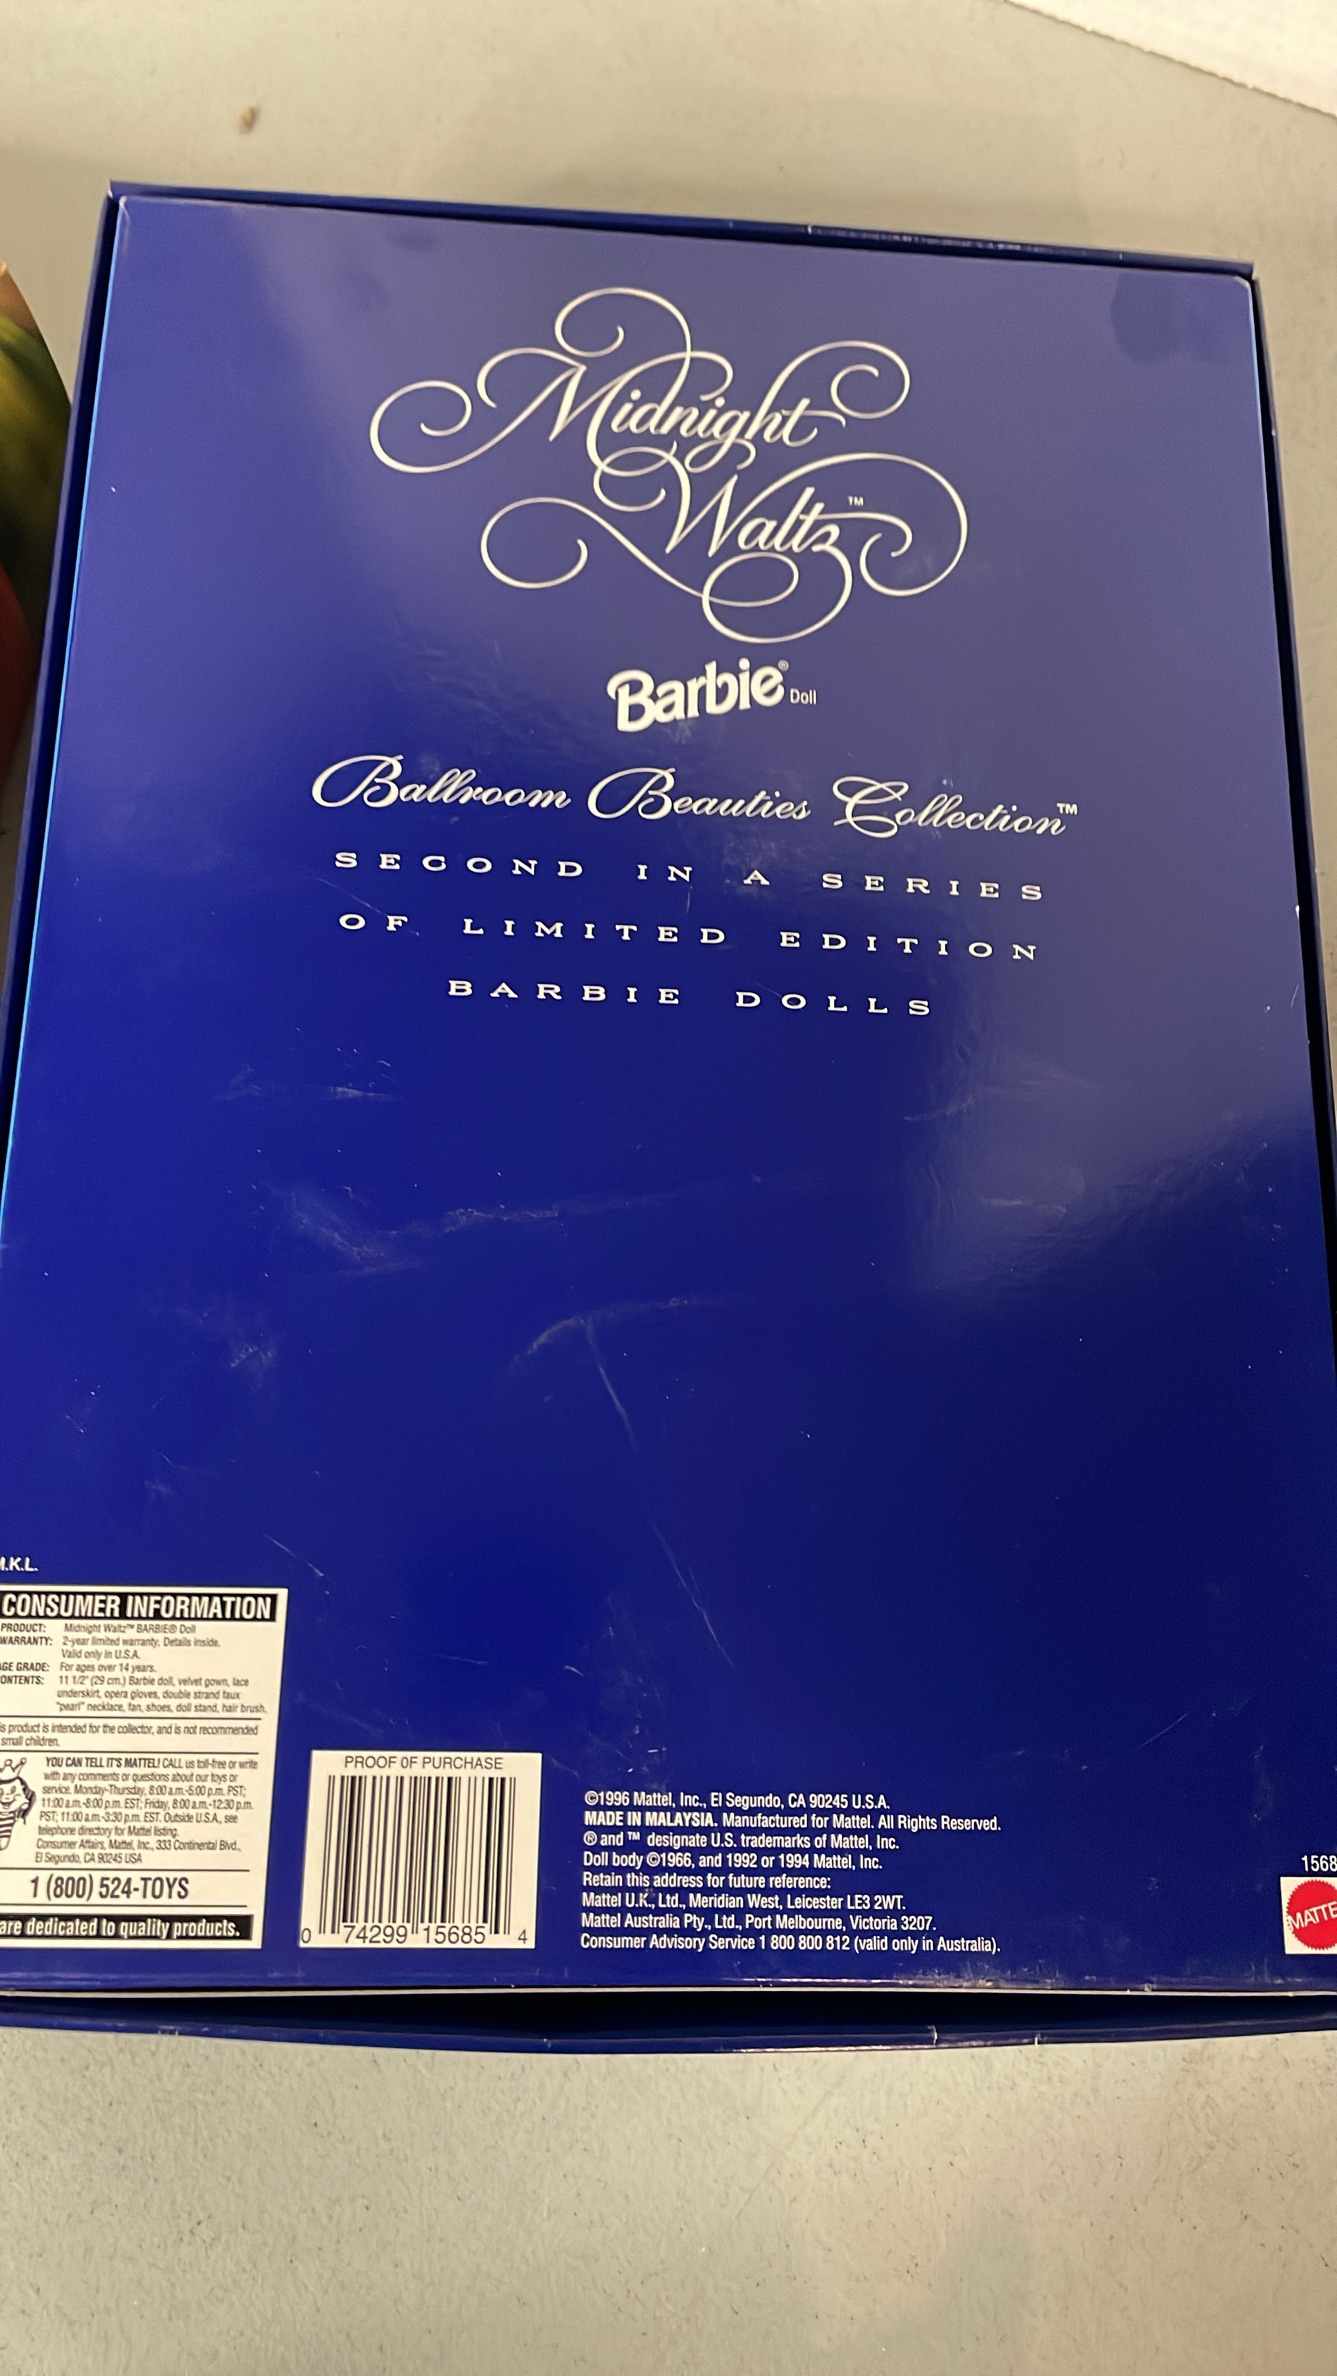 Midnight
Waltz™
Barbie® Doll
Ballroom Beauties Collection™
SECOND IN A SERIES
OF LIMITED EDITION
BARBIE DOLLS
.K.L.
CONSUMER INFORMATION
PRODUCT: Midnight Waltz™ BARBIE® Doll
WARRANTY: 2-year limited warranty. Details inside.
Valid only in U.S.A.
GE GRADE: For ages over 14 years.
ONTENTS: 11 1/2" (29 cm.) Barbie doll, velvet gown, lace
underskirt, opera gloves, double strand faux
"pearl" necklace, fan, shoes, doll stand, hair brush.
is product is intended for the collector, and is not recommended
small children.
YOU CAN TELL IT'S MATTEL! CALL us toll-free or write
with any comments or questions about our toys or
service. Monday-Thursday, 8:00 a.m.-5:00 p.m. PST;
11:00 a.m.-8:00 p.m. EST; Friday, 8:00 a.m.-12:30 p.m.
PST; 11:00 a.m.-3:30 p.m. EST. Outside U.S.A., see
telephone directory for Mattel listing.
Consumer Affairs, Mattel, Inc., 333 Continental Blvd.,
El Segundo, CA 90245 USA
1 (800) 524-TOYS
are dedicated to quality products.
PROOF OF PURCHASE
0 74299 15685 4
©1996 Mattel, Inc., El Segundo, CA 90245 U.S.A.
MADE IN MALAYSIA. Manufactured for Mattel. All Rights Reserved.
® and ™ designate U.S. trademarks of Mattel, Inc.
Doll body ©1966, and 1992 or 1994 Mattel, Inc.
Retain this address for future reference:
Mattel U.K., Ltd., Meridian West, Leicester LE3 2WT.
Mattel Australia Pty., Ltd., Port Melbourne, Victoria 3207.
Consumer Advisory Service 1 800 800 812 (valid only in Australia).
1568
MATTE